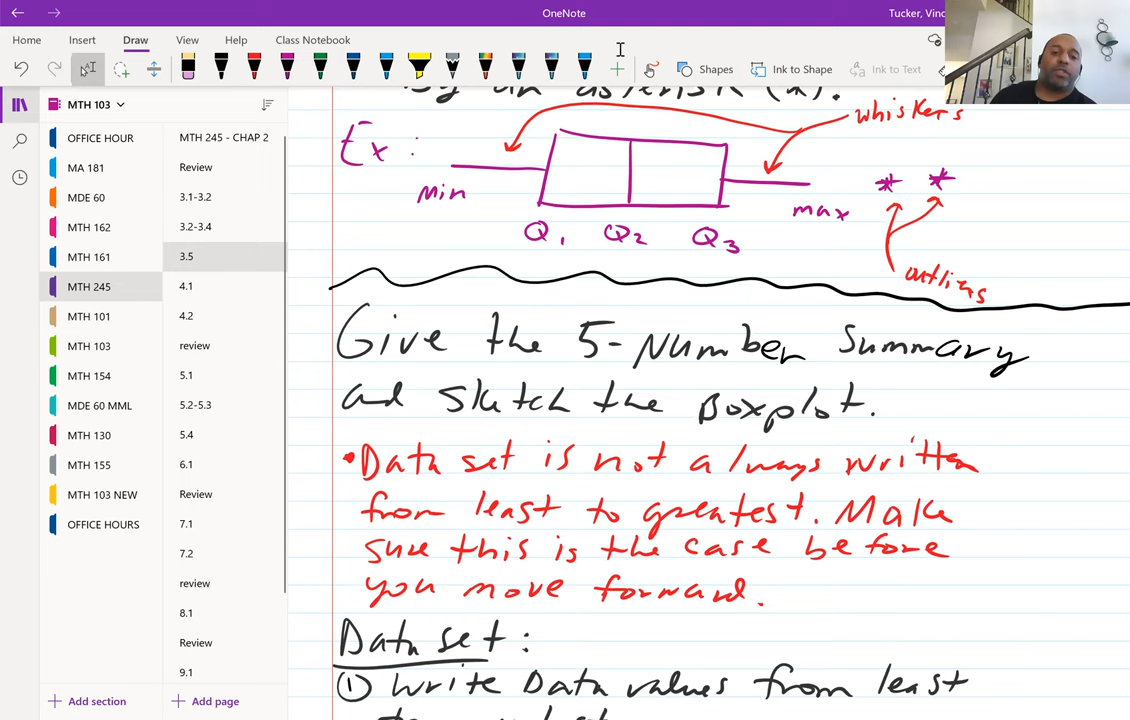 OneNote
Tucker, Vinc
Home Insert Draw View Help Class Notebook
Shapes Ink to Shape Ink to Text
MTH 103
OFFICE HOUR
MA 181
MDE 60
MTH 162
MTH 161
MTH 245
MTH 101
MTH 103
MTH 154
MDE 60 MML
MTH 130
MTH 155
MTH 103 NEW
OFFICE HOURS
Add section
MTH 245 - CHAP 2
Review
3.1-3.2
3.2-3.4
3.5
4.1
4.2
review
5.1
5.2-5.3
5.4
6.1
Review
7.1
7.2
review
8.1
Review
9.1
Add page
by an asterisk (*).
whiskers
Ex:
Min
max
* *
Q1 Q2 Q3
outliers
Give the 5-Number Summary
and sketch the Boxplot.
• Data set is not always written
from least to greatest. Make
sure this is the case before
you move forward.
Data set:
① Write Data values from least